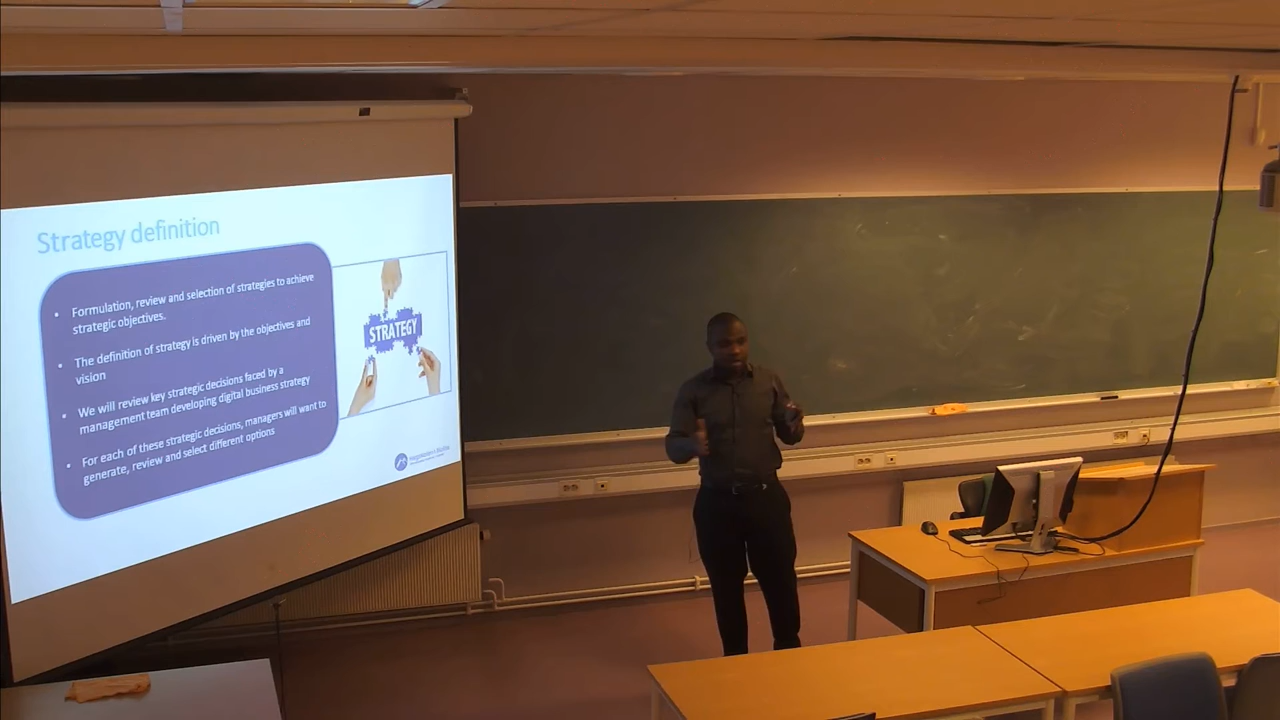 Strategy definition
• Formulation, review and selection of strategies to achieve
strategic objectives.
• The definition of strategy is driven by the objectives and
vision
• We will review key strategic decisions faced by a
management team developing digital business strategy
• For each of these strategic decisions, managers will want to
generate, review and select different options
STRATEGY